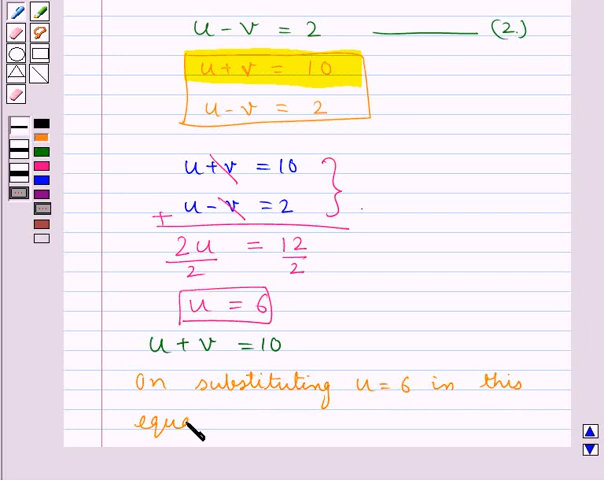 u - v = 2 ———— (2.)
u + v = 10
u - v = 2
u + v = 10
+ u - v = 2
2u/2 = 12/2
u = 6
u + v = 10
On substituting u = 6 in this
equa